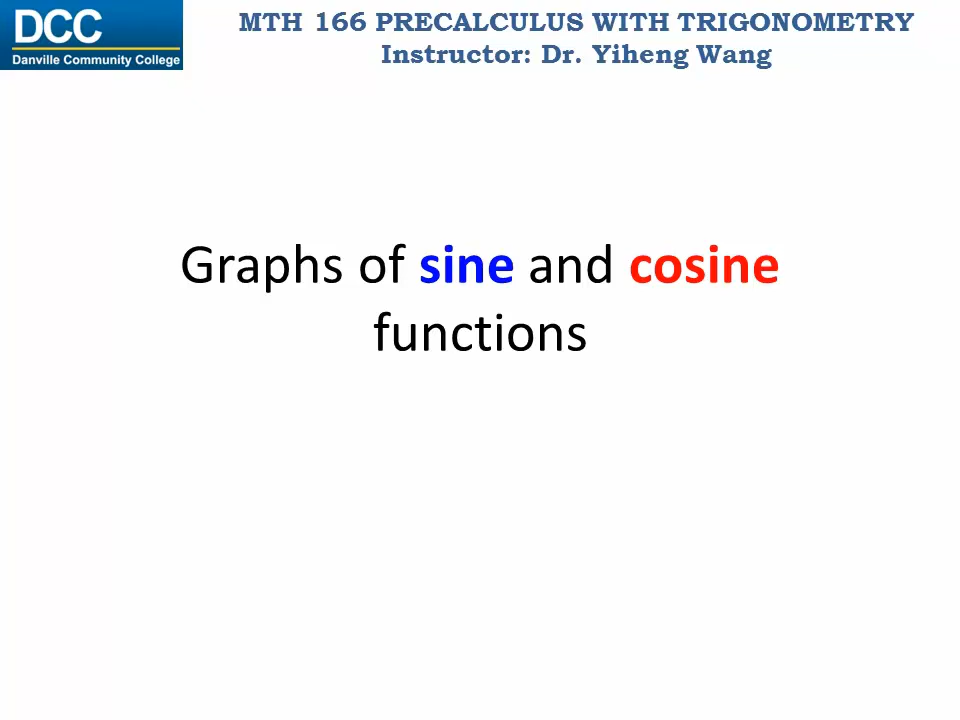 DCC
Danville Community College
MTH 166 PRECALCULUS WITH TRIGONOMETRY
Instructor: Dr. Yiheng Wang
Graphs of sine and cosine
functions